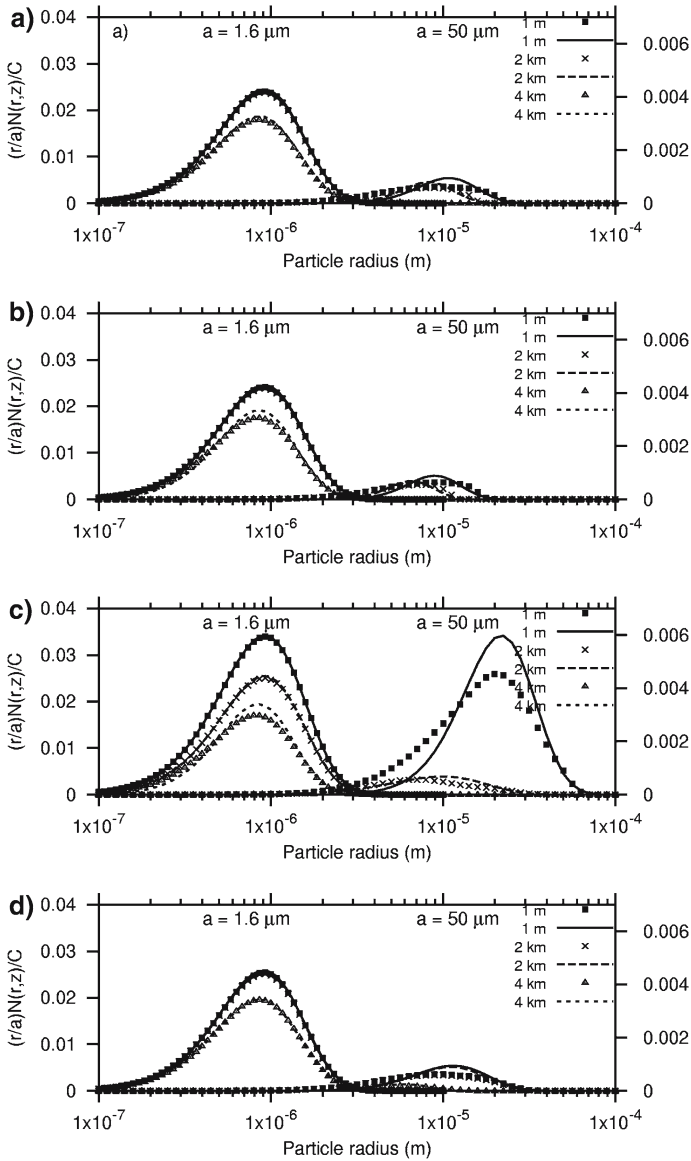 a)
0.04
a)
a = 1.6 μm
a = 50 μm
1 m
1 m
2 km
2 km
4 km
4 km
0.006
0.03
(r/a)N(r,z)/C
0.02
0.004
0.01
0.002
0
0
1x10-7
1x10-6
1x10-5
1x10-4
Particle radius (m)
b)
0.04
a = 1.6 μm
a = 50 μm
1 m
1 m
2 km
2 km
4 km
4 km
0.006
0.03
(r/a)N(r,z)/C
0.02
0.004
0.01
0.002
0
0
1x10-7
1x10-6
1x10-5
1x10-4
Particle radius (m)
c)
0.04
a = 1.6 μm
a = 50 μm
1 m
1 m
2 km
2 km
4 km
4 km
0.006
0.03
(r/a)N(r,z)/C
0.02
0.004
0.01
0.002
0
0
1x10-7
1x10-6
1x10-5
1x10-4
Particle radius (m)
d)
0.04
a = 1.6 μm
a = 50 μm
1 m
1 m
2 km
2 km
4 km
4 km
0.006
0.03
(r/a)N(r,z)/C
0.02
0.004
0.01
0.002
0
0
1x10-7
1x10-6
1x10-5
1x10-4
Particle radius (m)